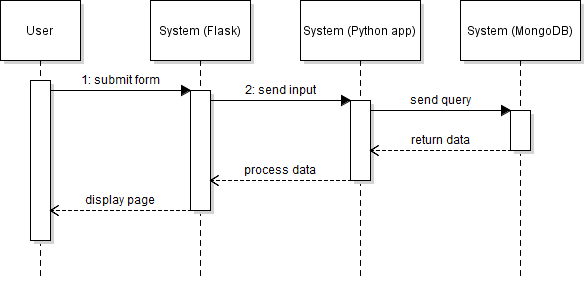 User
System (Flask)
System (Python app)
System (MongoDB)
1: submit form
2: send input
send query
return data
process data
display page